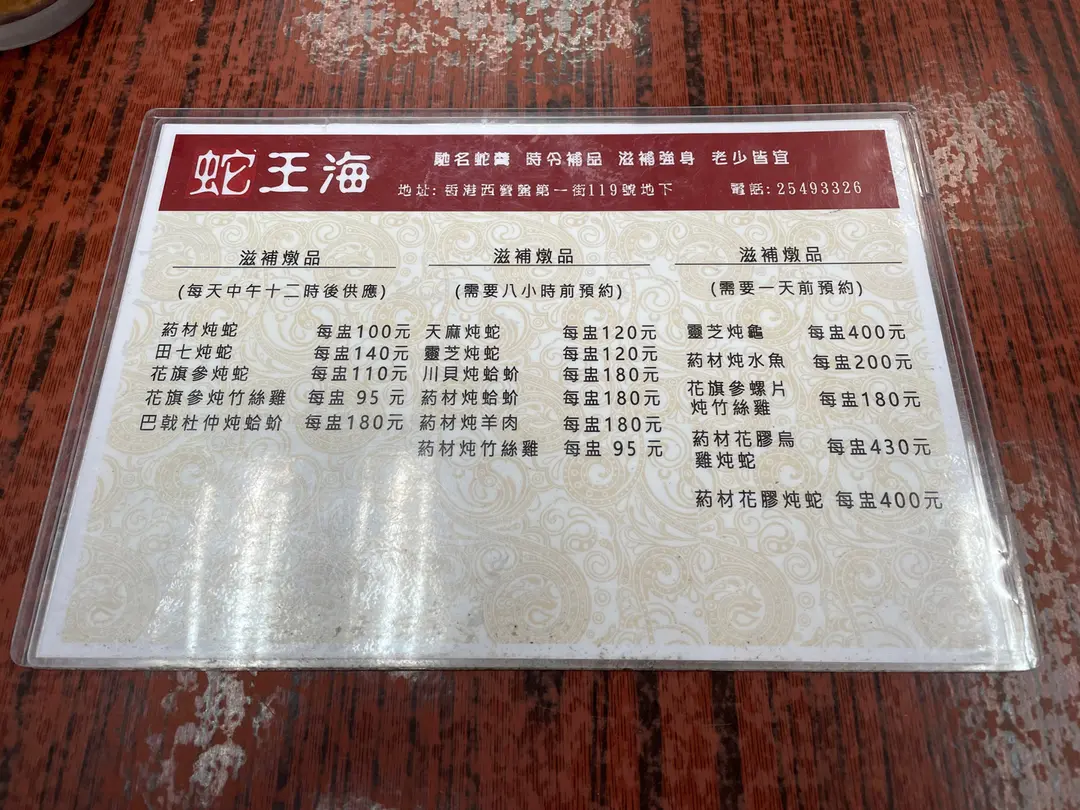 蛇王海
馳名蛇羹 時令補品 滋補強身 老少皆宜
地址: 香港西營盤第一街119號地下 電話: 25493326
滋補燉品
(每天中午十二時後供應)
葯材炖蛇 每盅100元
田七炖蛇 每盅140元
花旗參炖蛇 每盅110元
花旗參炖竹絲雞 每盅 95 元
巴戟杜仲炖蛤蚧 每盅180元
滋補燉品
(需要八小時前預約)
天麻炖蛇 每盅120元
靈芝炖蛇 每盅120元
川貝炖蛤蚧 每盅180元
葯材炖蛤蚧 每盅180元
葯材炖羊肉 每盅180元
葯材炖竹絲雞 每盅 95 元
滋補燉品
(需要一天前預約)
靈芝炖龜 每盅400元
葯材炖水魚 每盅200元
花旗參螺片
炖竹絲雞 每盅180元
葯材花膠烏
雞炖蛇 每盅430元
葯材花膠炖蛇 每盅400元